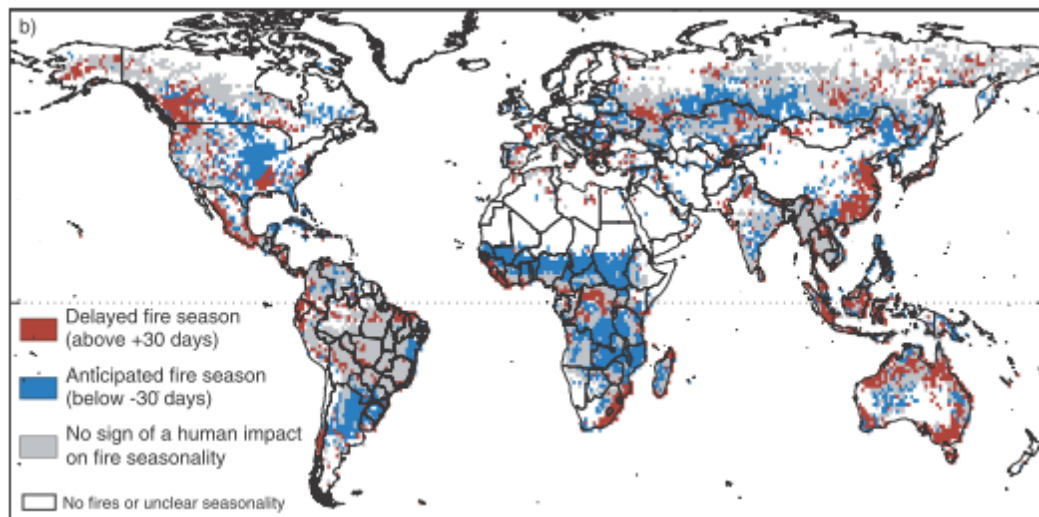 b)
Delayed fire season
(above +30 days)
Anticipated fire season
(below -30 days)
No sign of a human impact
on fire seasonality
No fires or unclear seasonality